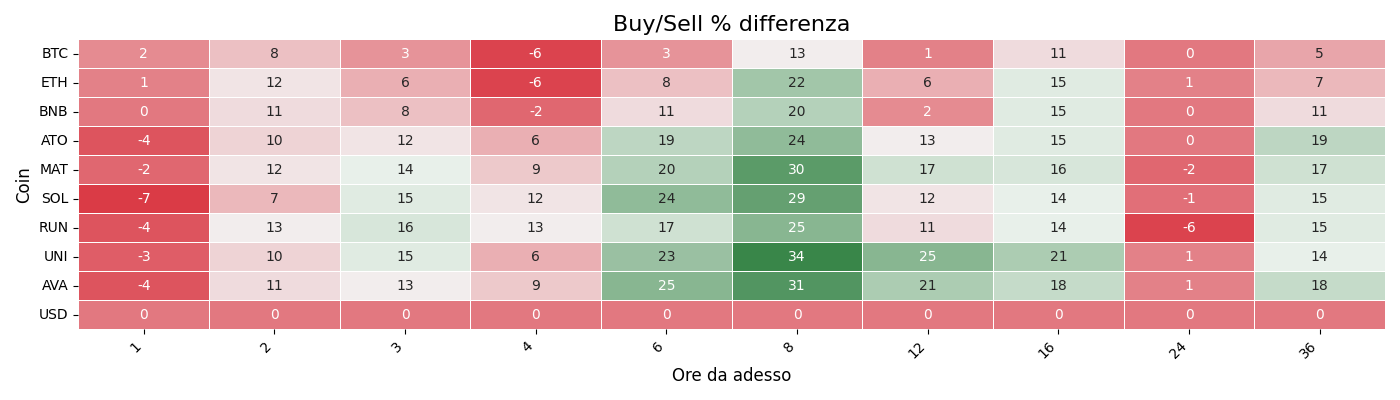 Buy/Sell % differenza
Coin
BTC 2 8 3 -6 3 13 1 11 0 5
ETH 1 12 6 -6 8 22 6 15 1 7
BNB 0 11 8 -2 11 20 2 15 0 11
ATO -4 10 12 6 19 24 13 15 0 19
MAT -2 12 14 9 20 30 17 16 -2 17
SOL -7 7 15 12 24 29 12 14 -1 15
RUN -4 13 16 13 17 25 11 14 -6 15
UNI -3 10 15 6 23 34 25 21 1 14
AVA -4 11 13 9 25 31 21 18 1 18
USD 0 0 0 0 0 0 0 0 0 0
1 2 3 4 6 8 12 16 24 36
Ore da adesso